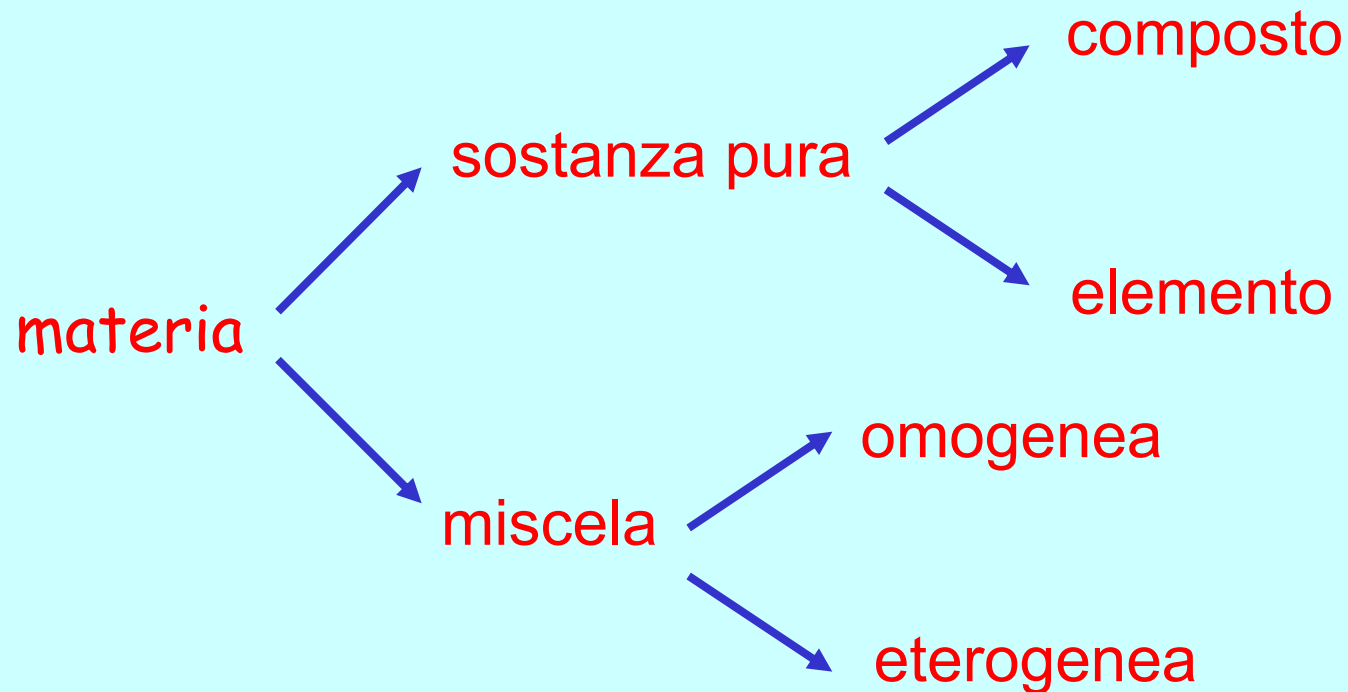 composto
sostanza pura
elemento
materia
omogenea
miscela
eterogenea